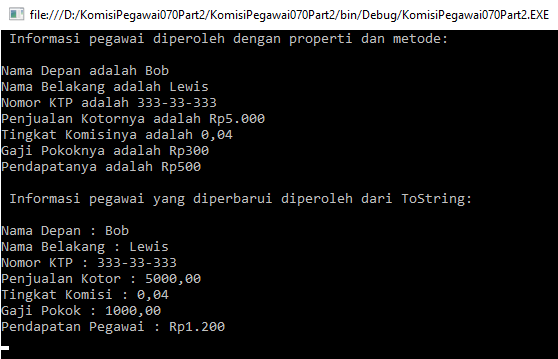 file:///D:/KomisiPegawai070Part2/KomisiPegawai070Part2/bin/Debug/KomisiPegawai070Part2.EXE
Informasi pegawai diperoleh dengan properti dan metode:
Nama Depan adalah Bob
Nama Belakang adalah Lewis
Nomor KTP adalah 333-33-333
Penjualan Kotornya adalah Rp5.000
Tingkat Komisinya adalah 0,04
Gaji Pokoknya adalah Rp300
Pendapatanya adalah Rp500
Informasi pegawai yang diperbarui diperoleh dari ToString:
Nama Depan : Bob
Nama Belakang : Lewis
Nomor KTP : 333-33-333
Penjualan Kotor : 5000,00
Tingkat Komisi : 0,04
Gaji Pokok : 1000,00
Pendapatan Pegawai : Rp1.200